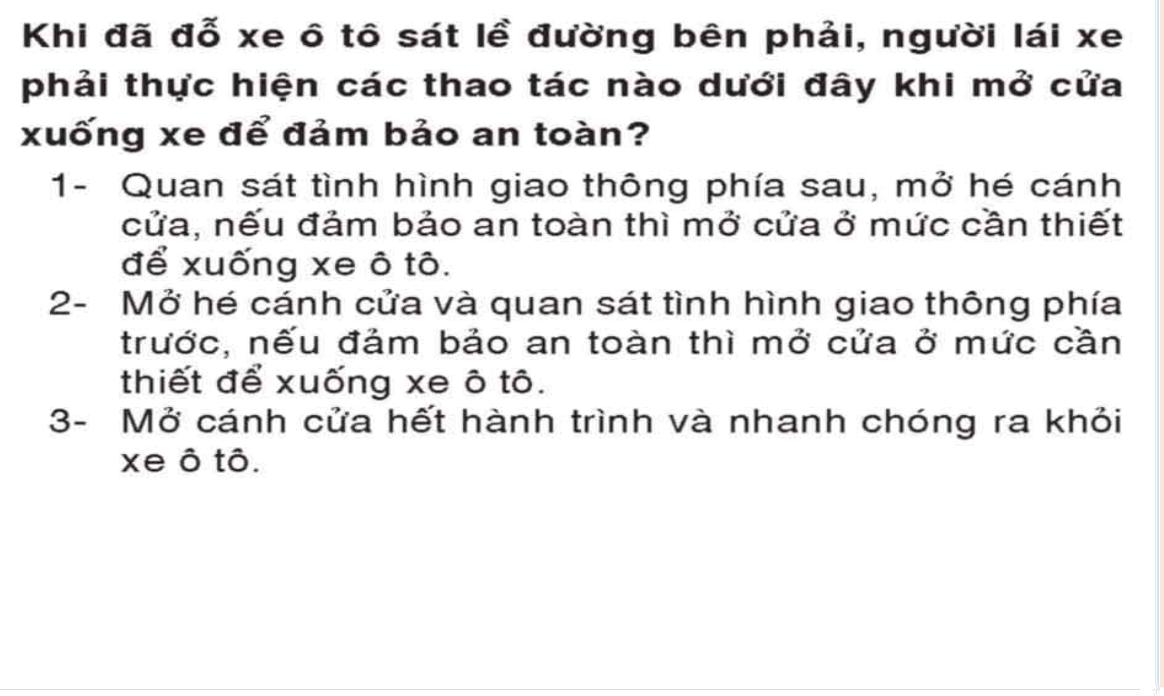 Khi đã đỗ xe ô tô sát lề đường bên phải, người lái xe
phải thực hiện các thao tác nào dưới đây khi mở cửa
xuống xe để đảm bảo an toàn?
1- Quan sát tình hình giao thông phía sau, mở hé cánh
cửa, nếu đảm bảo an toàn thì mở cửa ở mức cần thiết
để xuống xe ô tô.
2- Mở hé cánh cửa và quan sát tình hình giao thông phía
trước, nếu đảm bảo an toàn thì mở cửa ở mức cần
thiết để xuống xe ô tô.
3- Mở cánh cửa hết hành trình và nhanh chóng ra khỏi
xe ô tô.